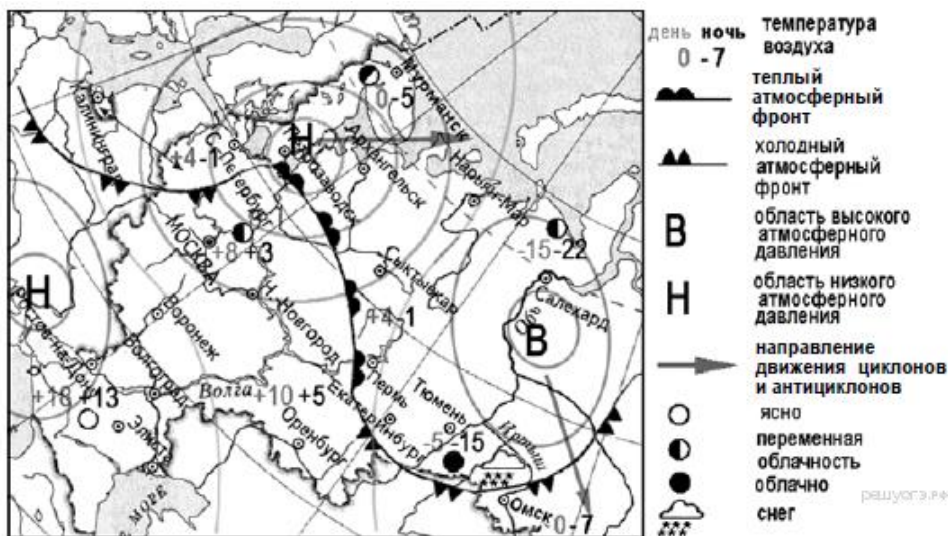 Мурманск
0 -5
Калининград
+4 -1
С. Петербург
Н
Петрозаводск
Архангельск
Нарьян-Мар
МОСКВА
+8 +3
-15 -22
Салехард
Обь
В
Сыктывкар
+4 -1
Н
Воронеж
Н. Новгород
Ростов-на-Дону
Волгоград
+18 +13
Волга
+10 +5
Пермь
Екатеринбург
Тюмень
Иртыш
Элиста
Оренбург
-5 -15
МОРЕ
Омск
0 -7
день ночь
0 -7
температура
воздуха
теплый
атмосферный
фронт
холодный
атмосферный
фронт
В
область высокого
атмосферного
давления
Н
область низкого
атмосферного
давления
направление
движения циклонов
и антициклонов
ясно
переменная
облачность
облачно
снег
решуогэ.рф